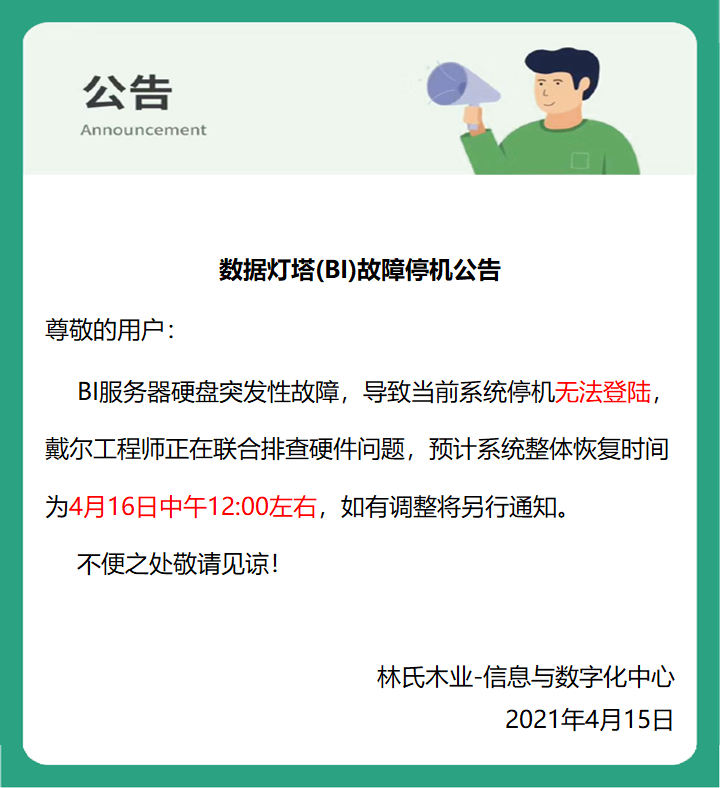 公告
Announcement
数据灯塔(BI)故障停机公告
尊敬的用户：
BI服务器硬盘突发性故障，导致当前系统停机无法登陆，
戴尔工程师正在联合排查硬件问题，预计系统整体恢复时间
为4月16日中午12:00左右，如有调整将另行通知。
不便之处敬请见谅！
林氏木业-信息与数字化中心
2021年4月15日